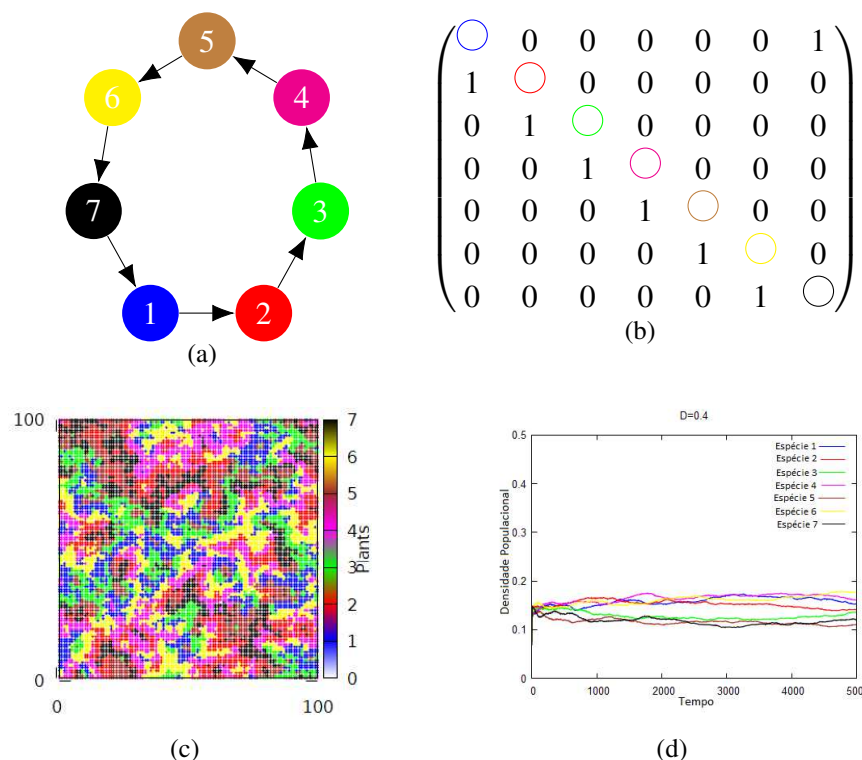 5
6
4
7
3
1
2
(a)
0 0 0 0 0 1
1 0 0 0 0 0
0 1 0 0 0 0
0 0 1 0 0 0
0 0 0 1 0 0
0 0 0 0 1 0
0 0 0 0 0 1
(b)
100
0
0
100
7
6
5
4
3
2
1
0
Plants
(c)
D=0.4
Densidade Populacional
0.5
0.4
0.3
0.2
0.1
0
Espécie 1
Espécie 2
Espécie 3
Espécie 4
Espécie 5
Espécie 6
Espécie 7
0 1000 2000 3000 4000 500
Tempo
(d)